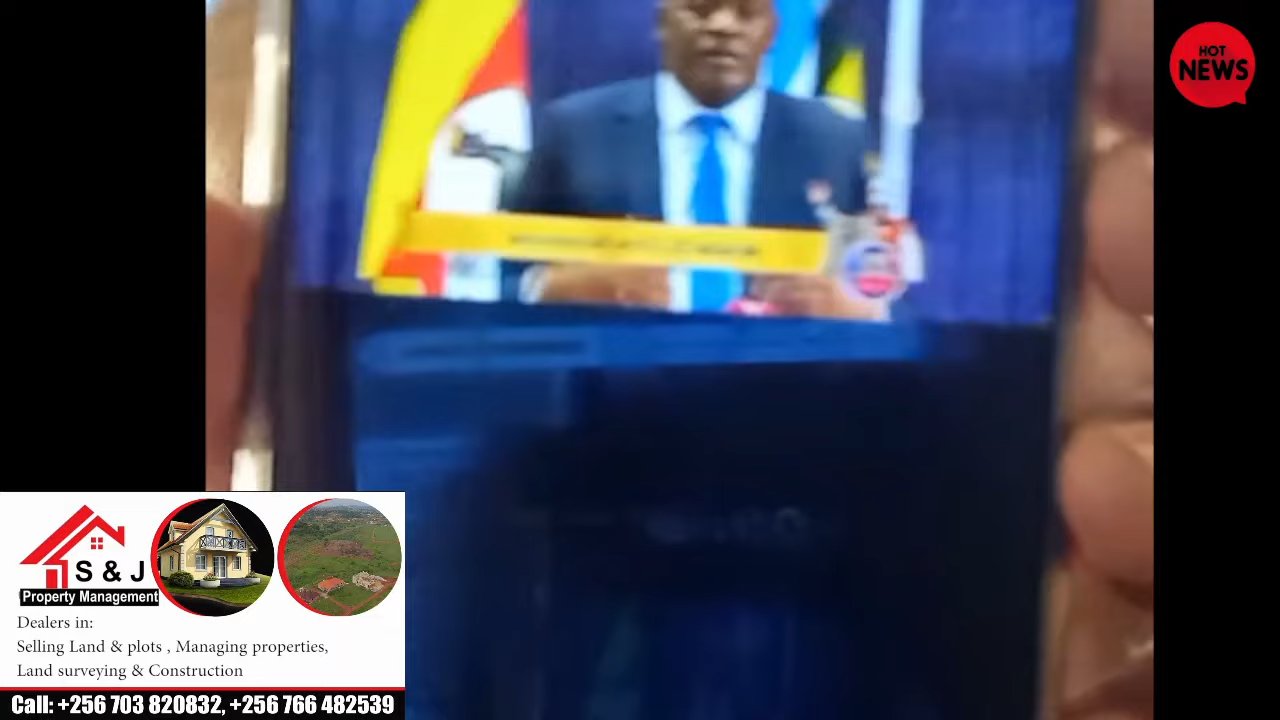 HOT
NEWS
S & J
Property Management
Dealers in:
Selling Land & plots , Managing properties,
Land surveying & Construction
Call: +256 703 820832, +256 766 482539